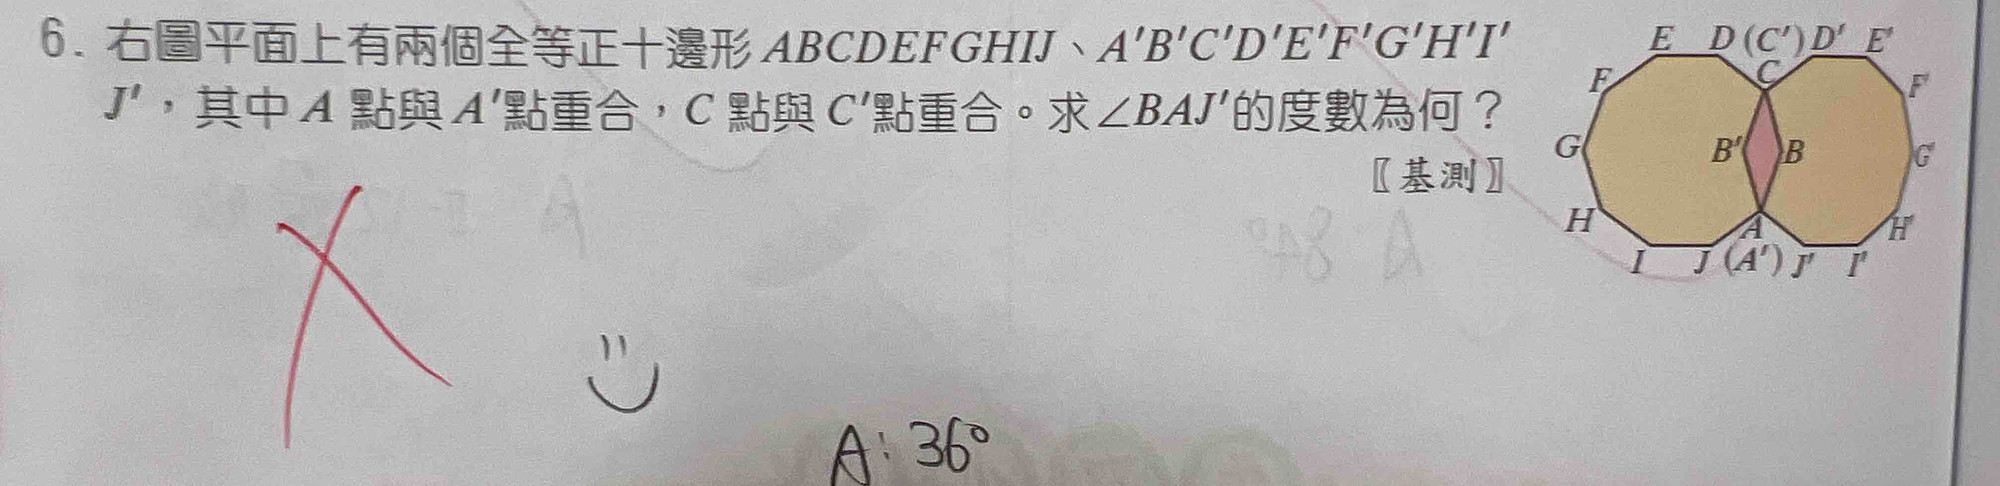 6. 右圖平面上有兩個全等正十邊形 ABCDEFGHIJ、A'B'C'D'E'F'G'H'I'
J',其中 A 點與 A'點重合,C 點與 C'點重合。求∠BAJ'的度數為何?
〖基測〗
E D (C') D' E'
F C F'
G B' B G'
H A H'
I J (A') J' I'
A: 36°